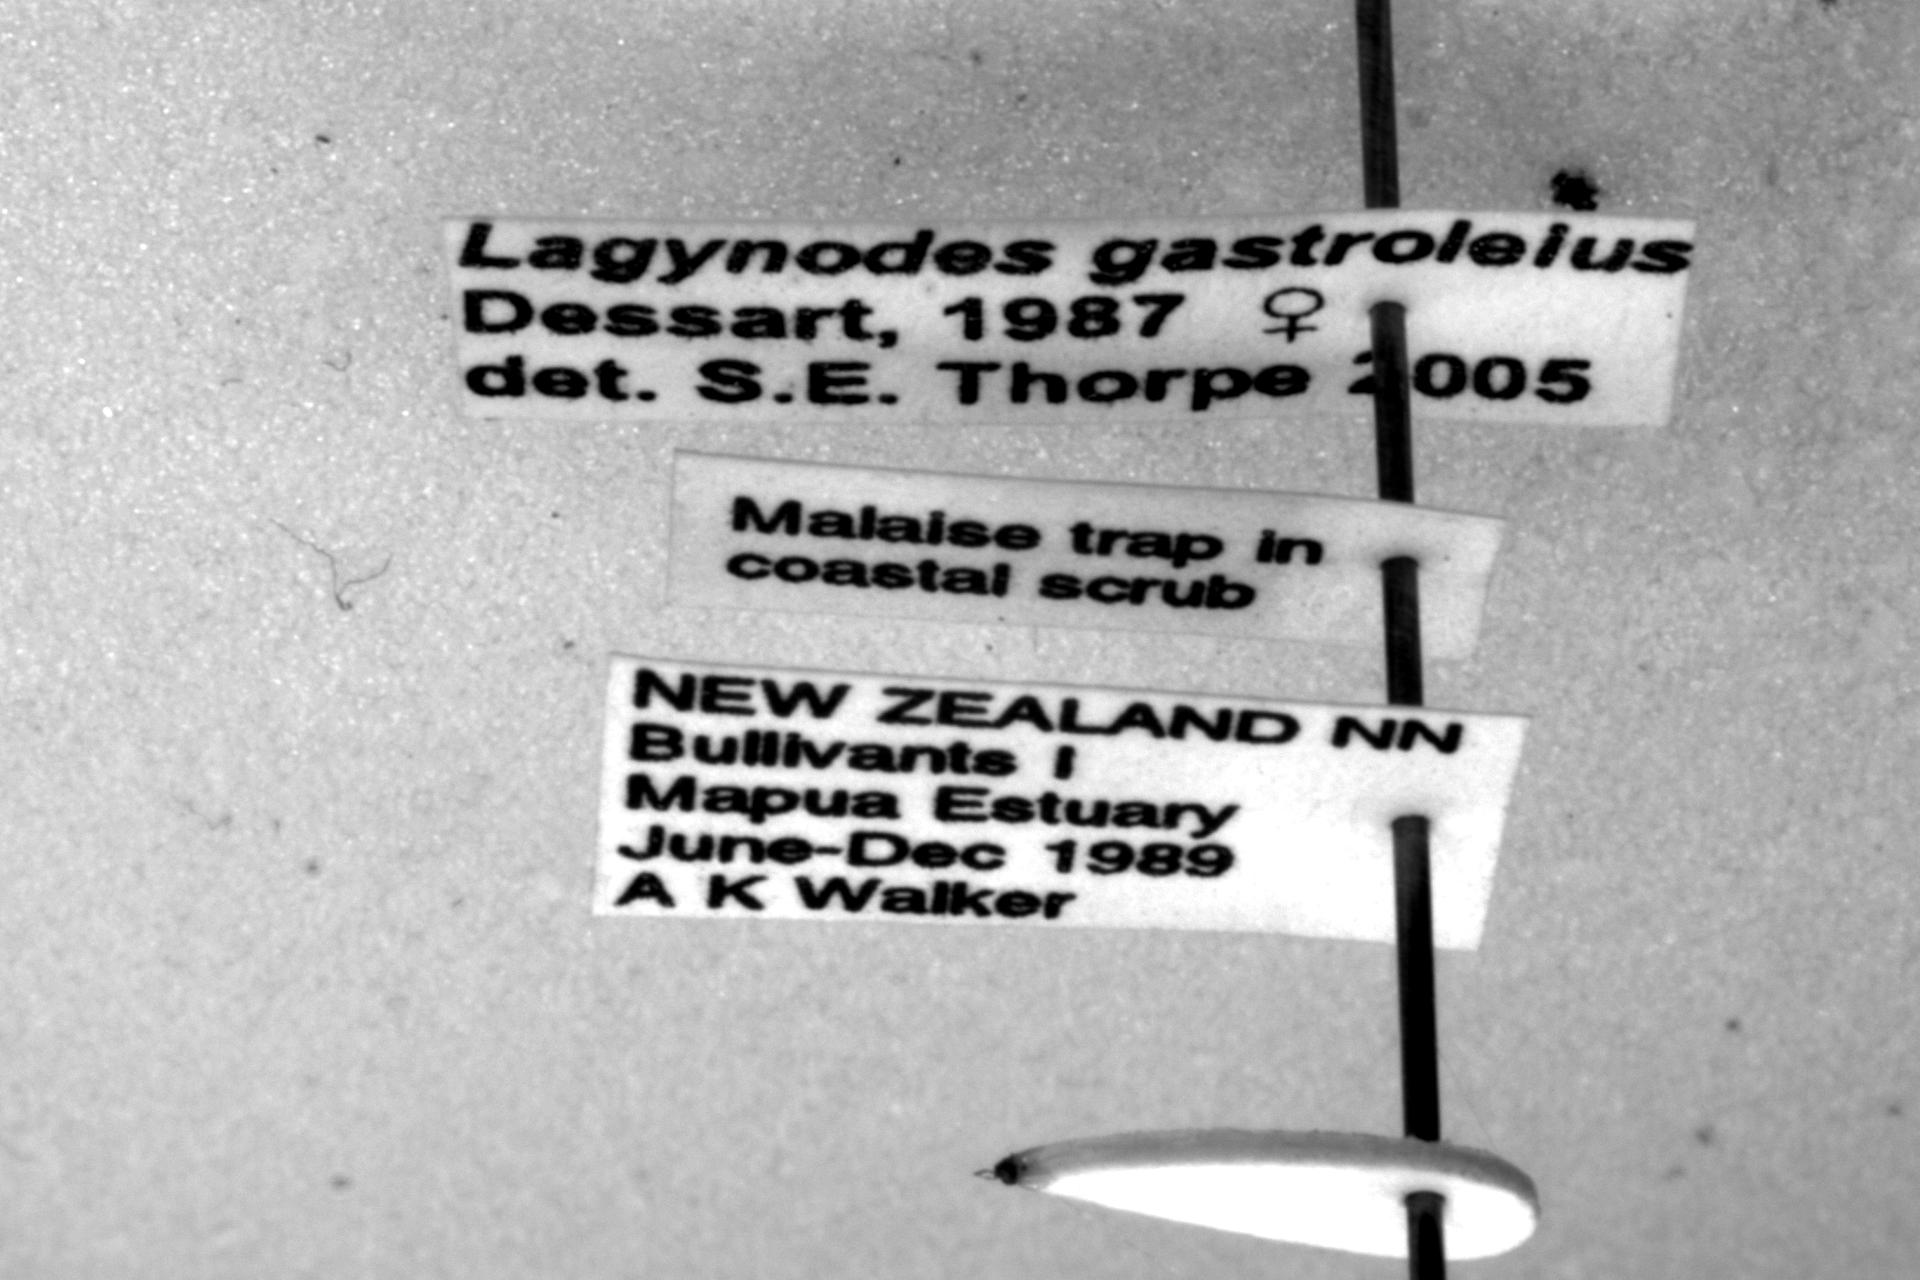 Lagynodes gastroleius
Dessart, 1987 ♀
det. S.E. Thorpe 2005
Malaise trap in
coastal scrub
NEW ZEALAND NN
Bullivants I
Mapua Estuary
June-Dec 1989
A K Walker